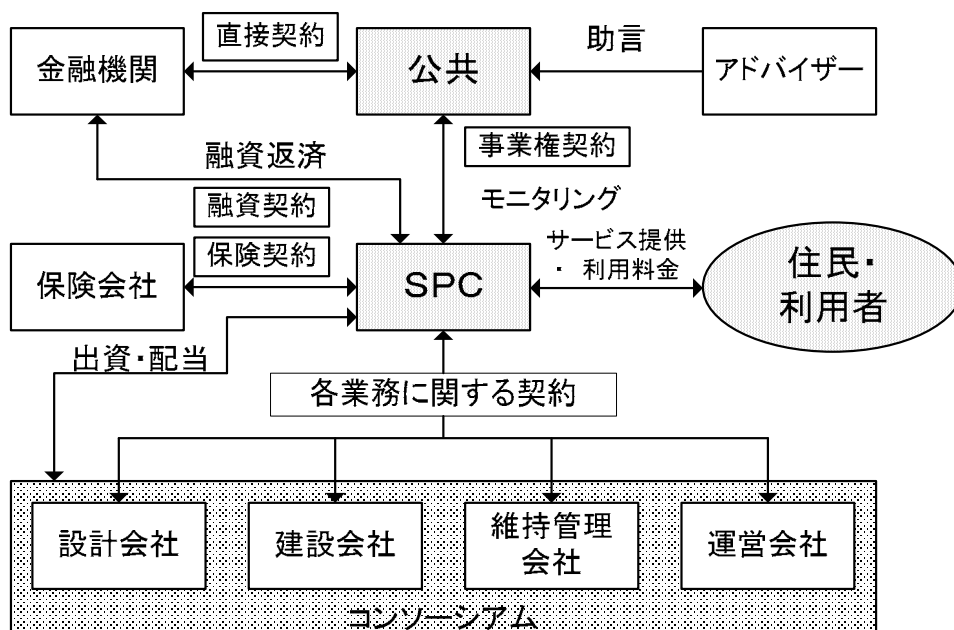 直接契約
助言
金融機関
公共
アドバイザー
事業権契約
融資返済
モニタリング
融資契約
サービス提供
・ 利用料金
保険契約
保険会社
SPC
住民・
利用者
出資・配当
各業務に関する契約
設計会社
建設会社
維持管理
会社
運営会社
コンソーシアム